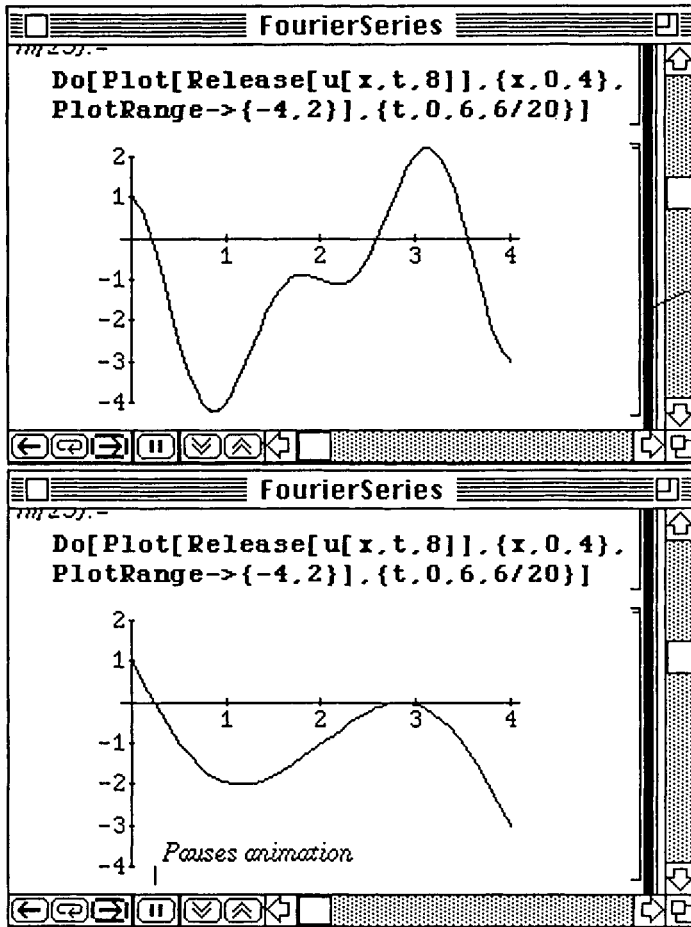 FourierSeries
Do[Plot[Release[u[x,t,8]],{x,0,4},
PlotRange->{-4,2}],{t,0,6,6/20}]
2
1
1 2 3 4
-1
-2
-3
-4
FourierSeries
Do[Plot[Release[u[x,t,8]],{x,0,4},
PlotRange->{-4,2}],{t,0,6,6/20}]
2
1
1 2 3 4
-1
-2
-3
-4
Pauses animation